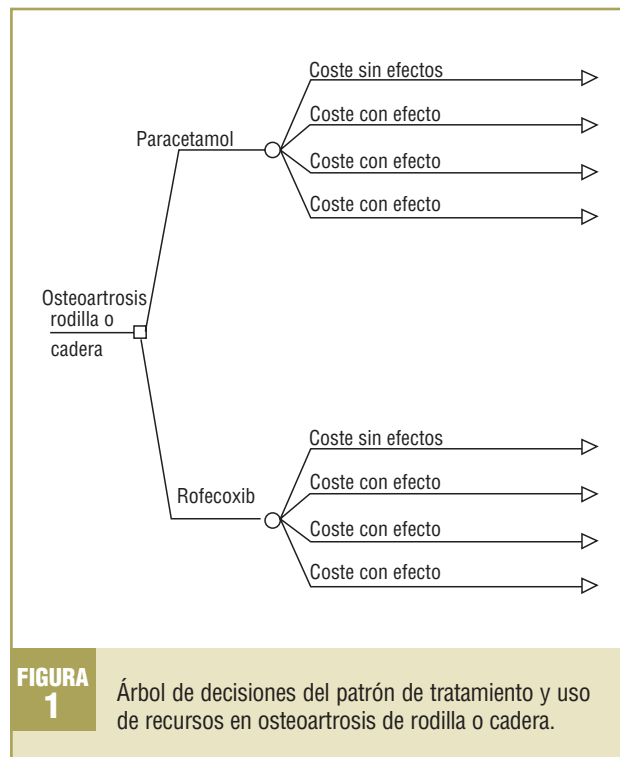 Coste sin efectos
Coste con efecto
Paracetamol
Coste con efecto
Coste con efecto
Osteoartrosis
rodilla o
cadera
Coste sin efectos
Rofecoxib
Coste con efecto
Coste con efecto
Coste con efecto
FIGURA
1
Árbol de decisiones del patrón de tratamiento y uso
de recursos en osteoartrosis de rodilla o cadera.